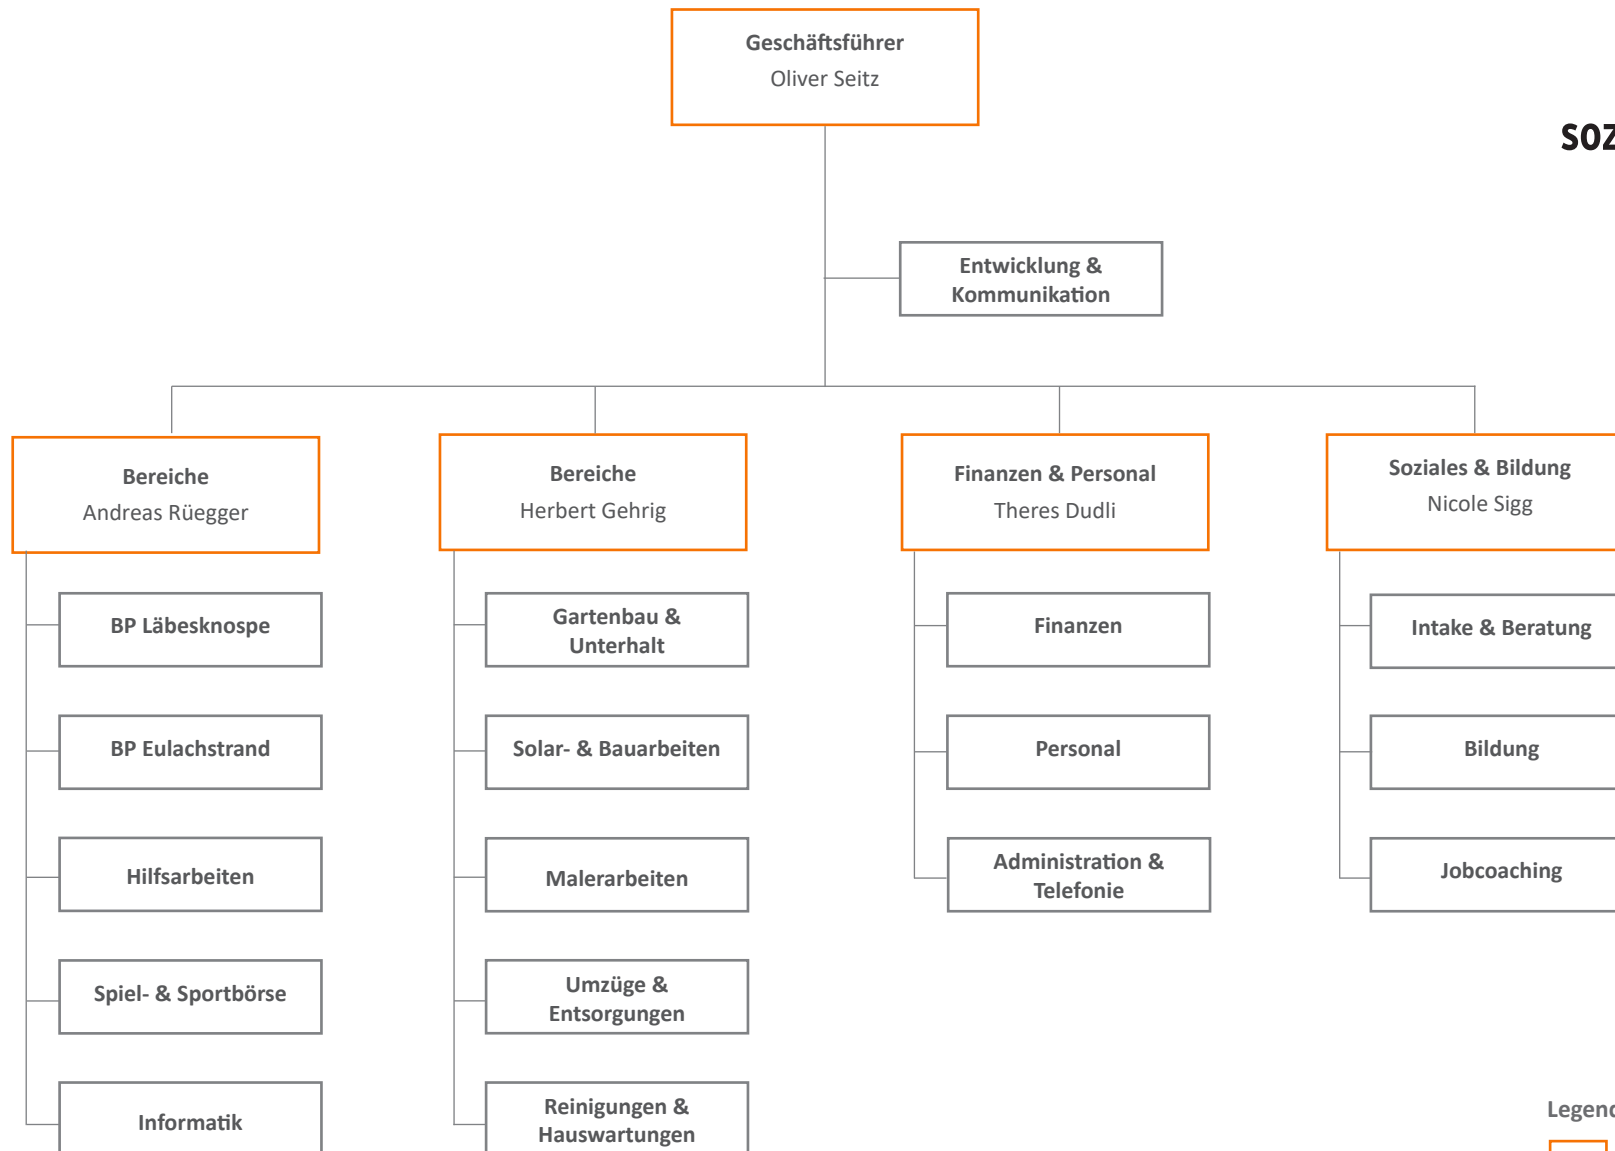 Geschäftsführer
Oliver Seitz
SOZ
Entwicklung &
Kommunikation
Bereiche
Andreas Rüegger
BP Läbesknospe
BP Eulachstrand
Hilfsarbeiten
Spiel- & Sportbörse
Informatik
Bereiche
Herbert Gehrig
Gartenbau &
Unterhalt
Solar- & Bauarbeiten
Malerarbeiten
Umzüge &
Entsorgungen
Reinigungen &
Hauswartungen
Finanzen & Personal
Theres Dudli
Finanzen
Personal
Administration &
Telefonie
Soziales & Bildung
Nicole Sigg
Intake & Beratung
Bildung
Jobcoaching
Legend